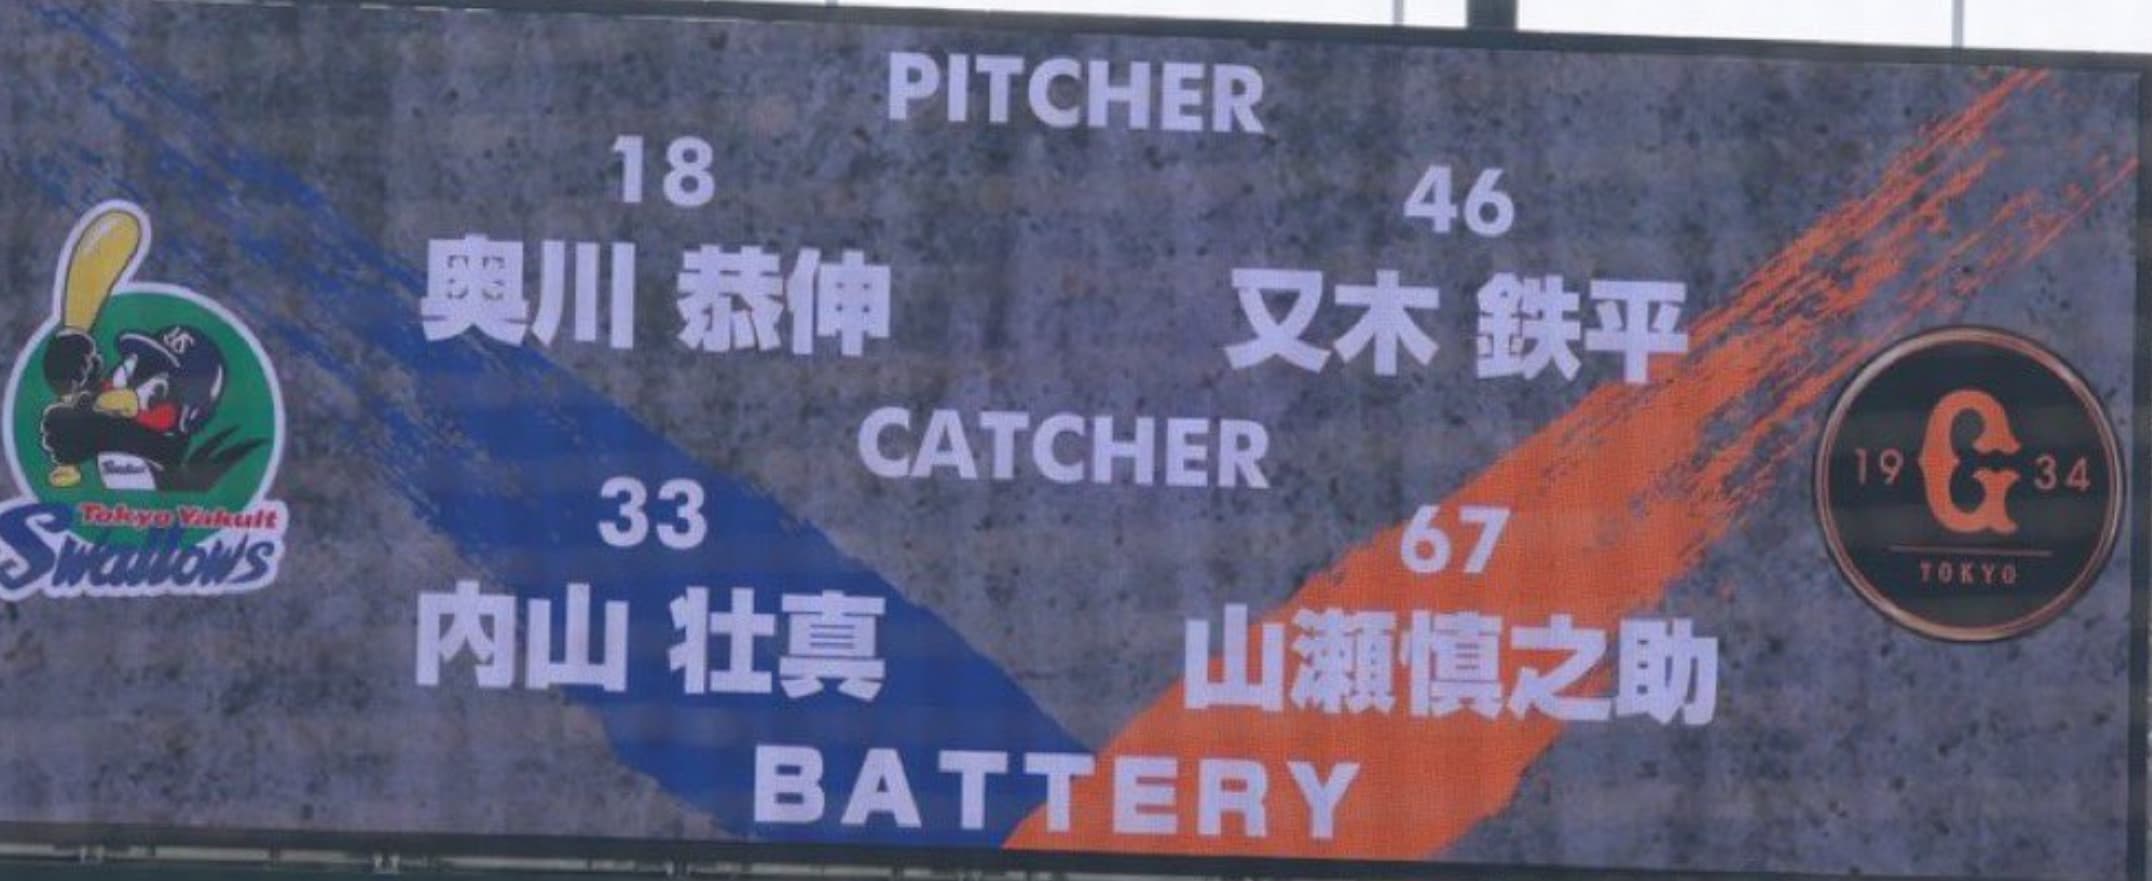 PITCHER
18
46
奥川 恭伸
又木 鉄平
CATCHER
33
67
内山 壮真
山瀬慎之助
BATTERY
Tokyo Yakult
Swallows
19 G 34
TOKYO